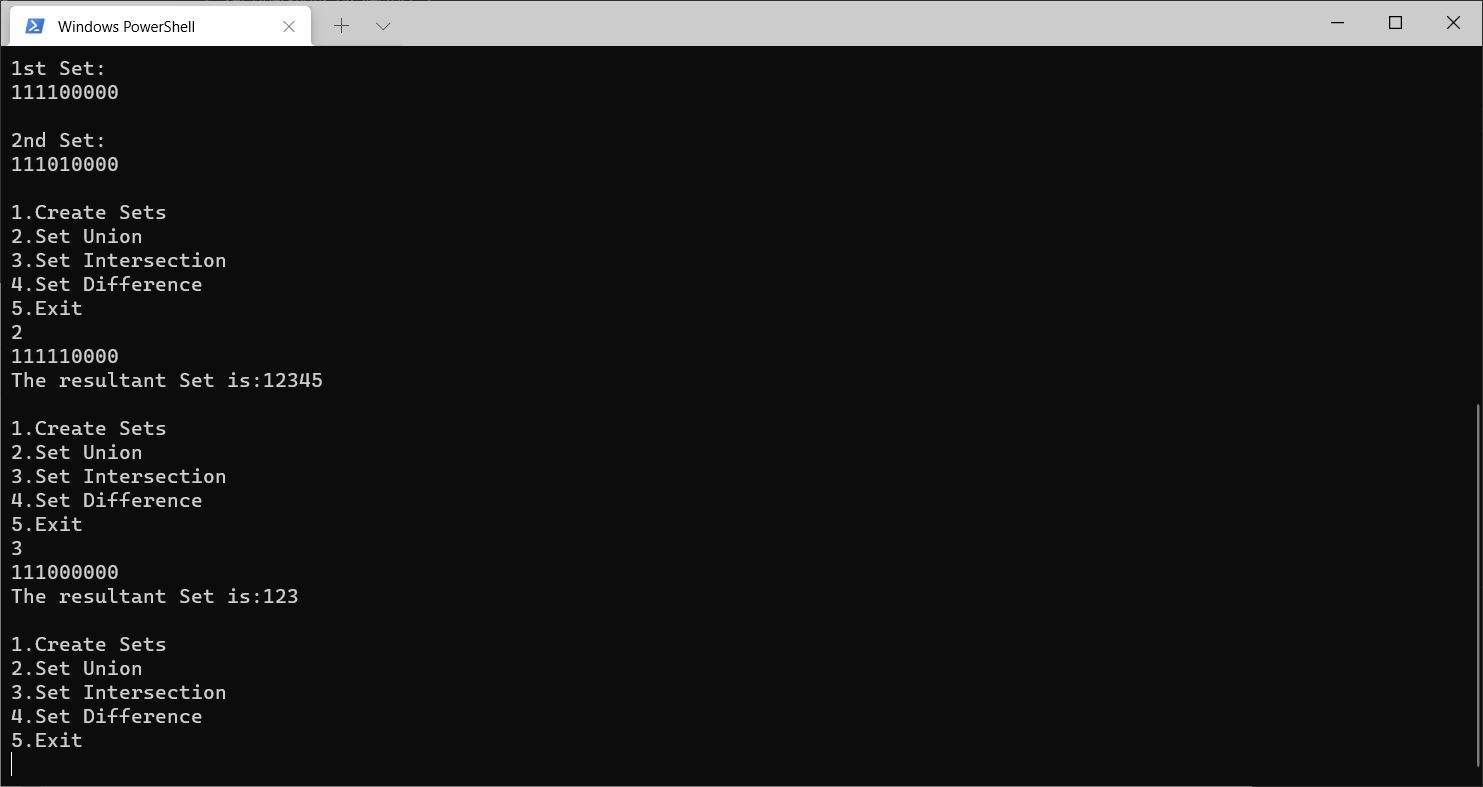 Windows PowerShell
1st Set:
111100000
2nd Set:
111010000
1.Create Sets
2.Set Union
3.Set Intersection
4.Set Difference
5.Exit
2
111110000
The resultant Set is:12345
1.Create Sets
2.Set Union
3.Set Intersection
4.Set Difference
5.Exit
3
111000000
The resultant Set is:123
1.Create Sets
2.Set Union
3.Set Intersection
4.Set Difference
5.Exit